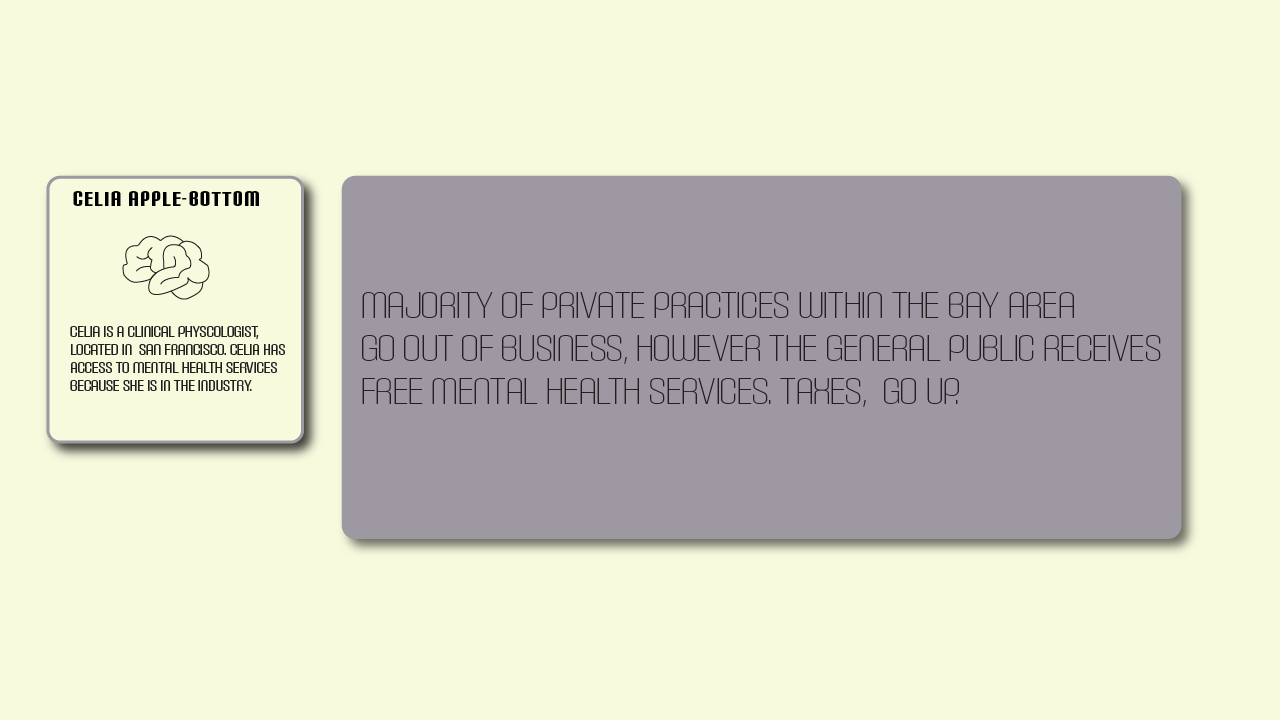 CELIA APPLE-BOTTOM
CELIA IS A CLINICAL PHYSCOLOGIST,
LOCATED IN SAN FRANCISCO. CELIA HAS
ACCESS TO MENTAL HEALTH SERVICES
BECAUSE SHE IS IN THE INDUSTRY.
MAJORITY OF PRIVATE PRACTICES WITHIN THE BAY AREA
GO OUT OF BUSINESS, HOWEVER THE GENERAL PUBLIC RECEIVES
FREE MENTAL HEALTH SERVICES. TAXES, GO UP.